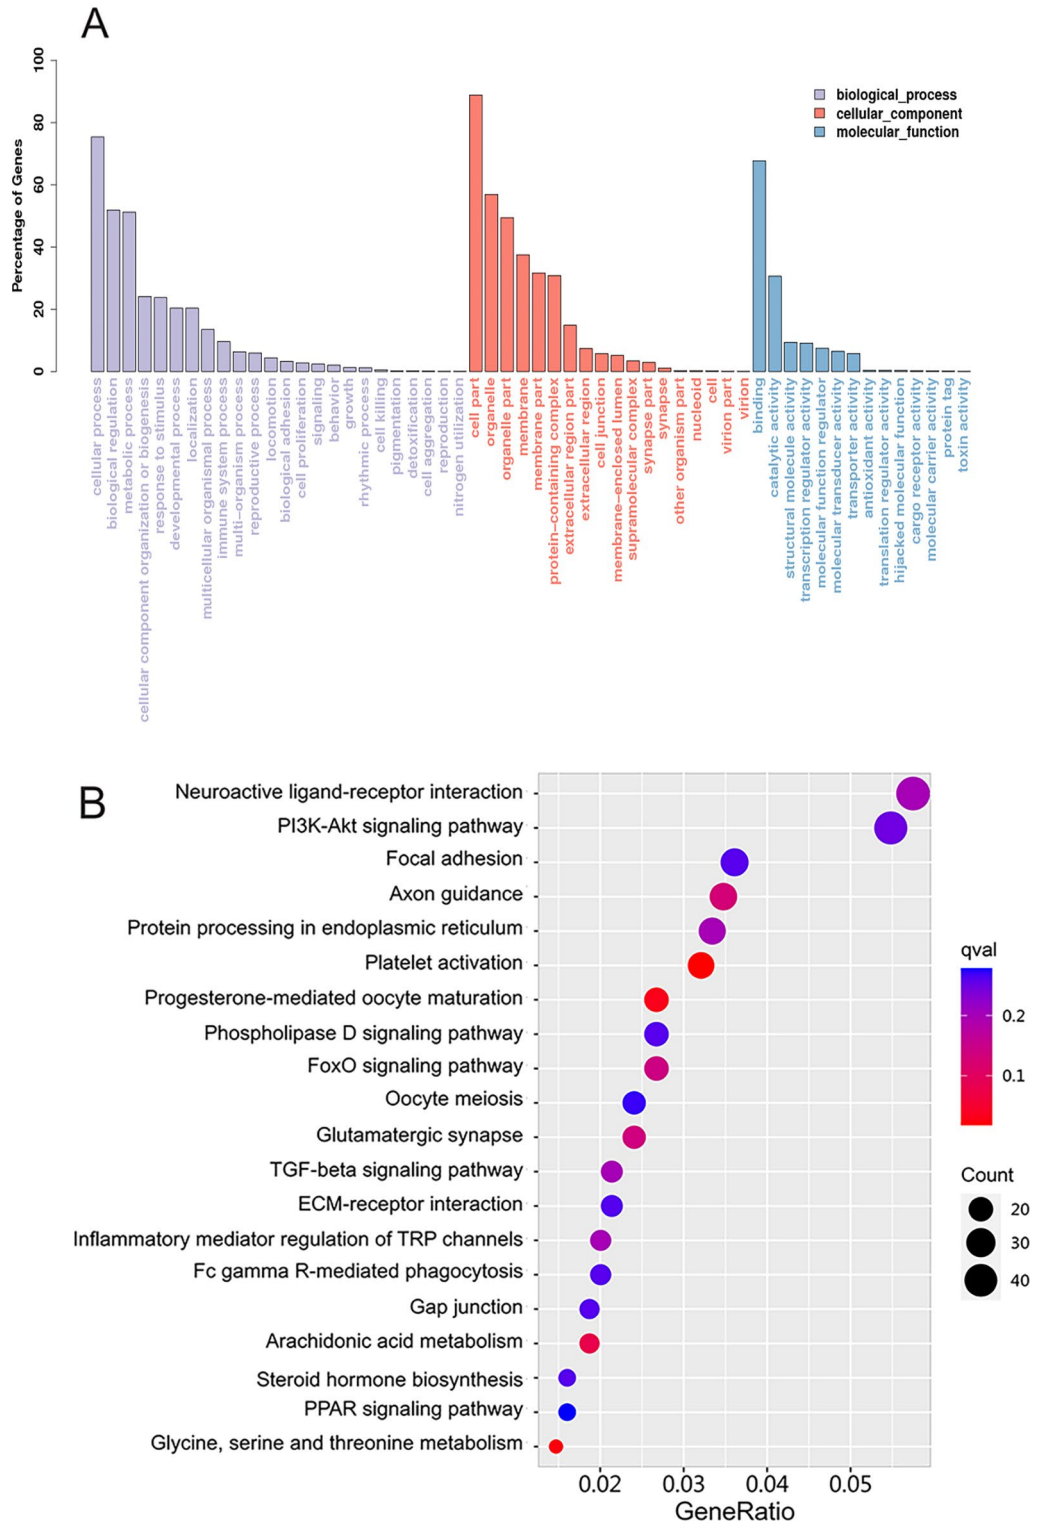 A
Percentage of Genes
100
80
60
40
20
0
biological_process
cellular_component
molecular_function
cellular process
biological regulation
metabolic process
cellular component organization or biogenesis
response to stimulus
developmental process
localization
multicellular organismal process
immune system process
multi−organism process
reproductive process
locomotion
biological adhesion
cell proliferation
signaling
behavior
growth
rhythmic process
cell killing
pigmentation
detoxification
cell aggregation
reproduction
nitrogen utilization
cell part
organelle
organelle part
membrane
membrane part
protein−containing complex
extracellular region part
extracellular region
cell junction
membrane−enclosed lumen
supramolecular complex
synapse part
synapse
other organism part
nucleoid
cell
virion part
virion
binding
catalytic activity
structural molecule activity
transcription regulator activity
molecular function regulator
molecular transducer activity
transporter activity
antioxidant activity
translation regulator activity
hijacked molecular function
cargo receptor activity
molecular carrier activity
protein tag
toxin activity
B
Neuroactive ligand-receptor interaction
PI3K-Akt signaling pathway
Focal adhesion
Axon guidance
Protein processing in endoplasmic reticulum
Platelet activation
Progesterone-mediated oocyte maturation
Phospholipase D signaling pathway
FoxO signaling pathway
Oocyte meiosis
Glutamatergic synapse
TGF-beta signaling pathway
ECM-receptor interaction
Inflammatory mediator regulation of TRP channels
Fc gamma R-mediated phagocytosis
Gap junction
Arachidonic acid metabolism
Steroid hormone biosynthesis
PPAR signaling pathway
Glycine, serine and threonine metabolism
0.02 0.03 0.04 0.05
GeneRatio
qval
0.2
0.1
Count
20
30
40